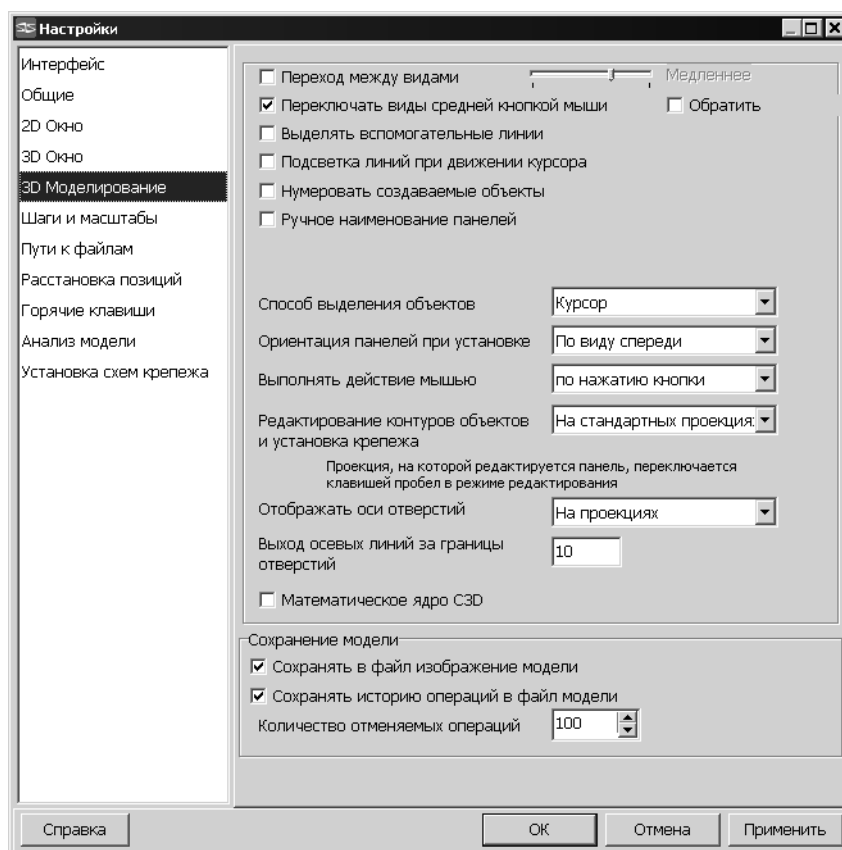 Настройки
Интерфейс
Общие
2D Окно
3D Окно
3D Моделирование
Шаги и масштабы
Пути к файлам
Расстановка позиций
Горячие клавиши
Анализ модели
Установка схем крепежа
Переход между видами
Медленнее
Переключать виды средней кнопкой мыши
Обратить
Выделять вспомогательные линии
Подсветка линий при движении курсора
Нумеровать создаваемые объекты
Ручное наименование панелей
Способ выделения объектов
Курсор
Ориентация панелей при установке
По виду спереди
Выполнять действие мышью
по нажатию кнопки
Редактирование контуров объектов
и установка крепежа
На стандартных проекция
Проекция, на которой редактируется панель, переключается
клавишей пробел в режиме редактирования
Отображать оси отверстий
На проекциях
Выход осевых линий за границы
отверстий
10
Математическое ядро C3D
Сохранение модели
Сохранять в файл изображение модели
Сохранять историю операций в файл модели
Количество отменяемых операций
100
Справка
ОК
Отмена
Применить